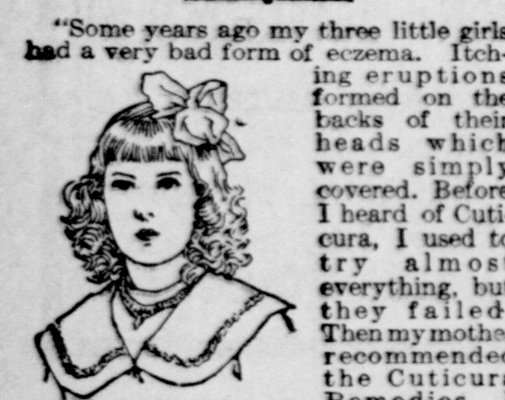 "Some years ago my three little girls
had a very bad form of eczema. Itch-
ing eruptions
formed on the
backs of their
heads which
were simply
covered. Before
I heard of Cuti
cura, I used to
try almost
everything, but
they failed
Then my mothe
recommended
the Cuticura
Remedies